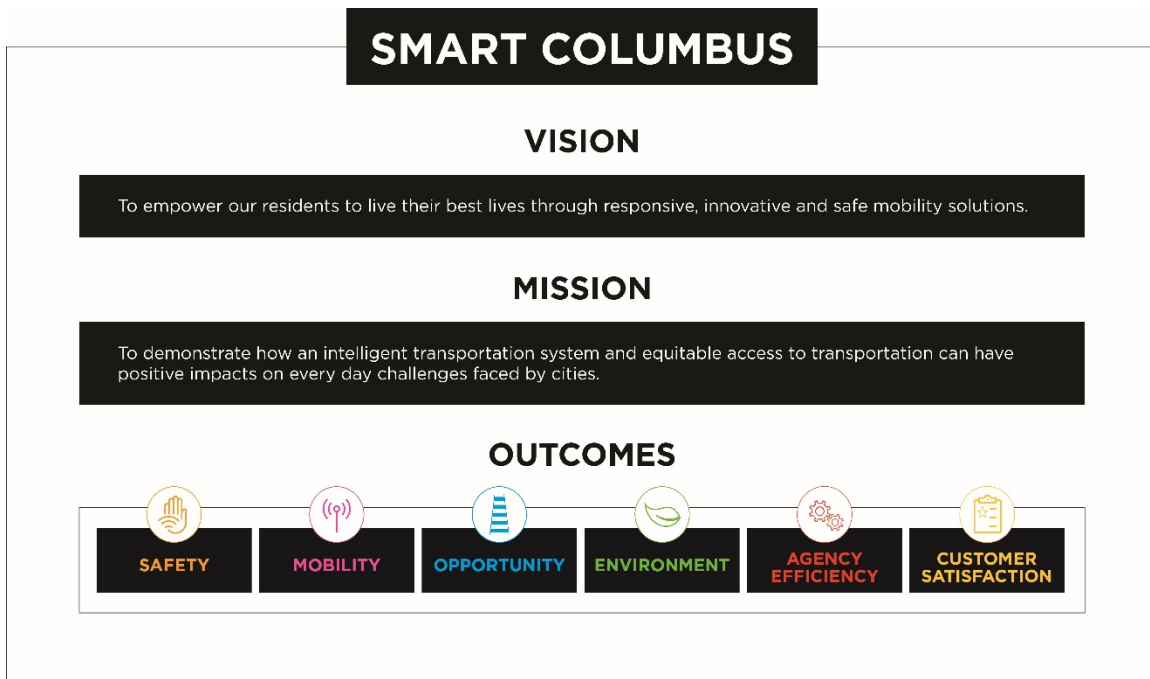 SMART COLUMBUS
VISION
To empower our residents to live their best lives through responsive, innovative and safe mobility solutions.
MISSION
To demonstrate how an intelligent transportation system and equitable access to transportation can have
positive impacts on every day challenges faced by cities.
OUTCOMES
SAFETY
MOBILITY
OPPORTUNITY
ENVIRONMENT
AGENCY
EFFICIENCY
CUSTOMER
SATISFACTION